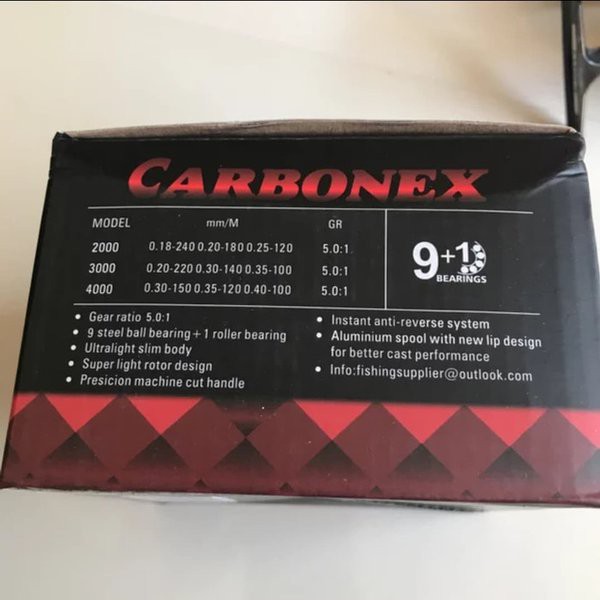 CARBONEX
MODEL mm/M GR
2000 0.18-240 0.20-180 0.25-120 5.0:1
3000 0.20-220 0.30-140 0.35-100 5.0:1
4000 0.30-150 0.35-120 0.40-100 5.0:1
9+1
BEARINGS
• Gear ratio 5.0:1
• 9 steel ball bearing+1 roller bearing
• Ultralight slim body
• Super light rotor design
• Presicion machine cut handle
• Instant anti-reverse system
• Aluminium spool with new lip design
for better cast performance
• Info:fishingsupplier@outlook.com